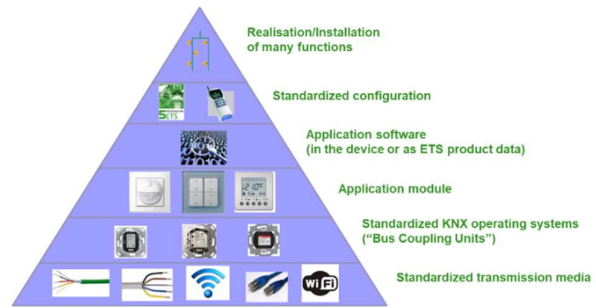 Realisation/Installation
of many functions
ETS
Standardized configuration
Application software
(in the device or as ETS product data)
Application module
Standardized KNX operating systems
(“Bus Coupling Units”)
Standardized transmission media
WiFi